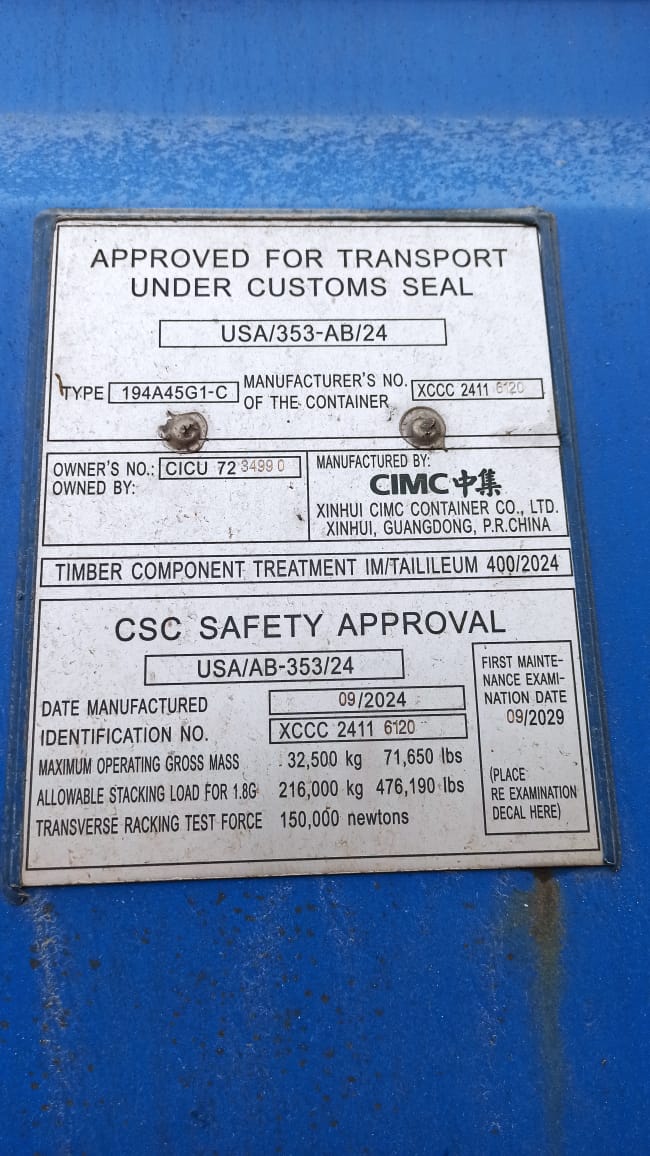 APPROVED FOR TRANSPORT
UNDER CUSTOMS SEAL
USA/353-AB/24
TYPE 194A45G1-C
MANUFACTURER'S NO.
OF THE CONTAINER
XCCC 2411 6120
OWNER'S NO.: CICU 72 34990
OWNED BY:
MANUFACTURED BY:
CIMC中集
XINHUI CIMC CONTAINER CO., LTD.
XINHUI, GUANGDONG, P.R.CHINA
TIMBER COMPONENT TREATMENT IM/TAILILEUM 400/2024
CSC SAFETY APPROVAL
USA/AB-353/24
DATE MANUFACTURED 09/2024
IDENTIFICATION NO. XCCC 2411 6120
MAXIMUM OPERATING GROSS MASS 32,500 kg 71,650 lbs
ALLOWABLE STACKING LOAD FOR 1.8G 216,000 kg 476,190 lbs
TRANSVERSE RACKING TEST FORCE 150,000 newtons
FIRST MAINTE-
NANCE EXAMI-
NATION DATE
09/2029
(PLACE
RE EXAMINATION
DECAL HERE)